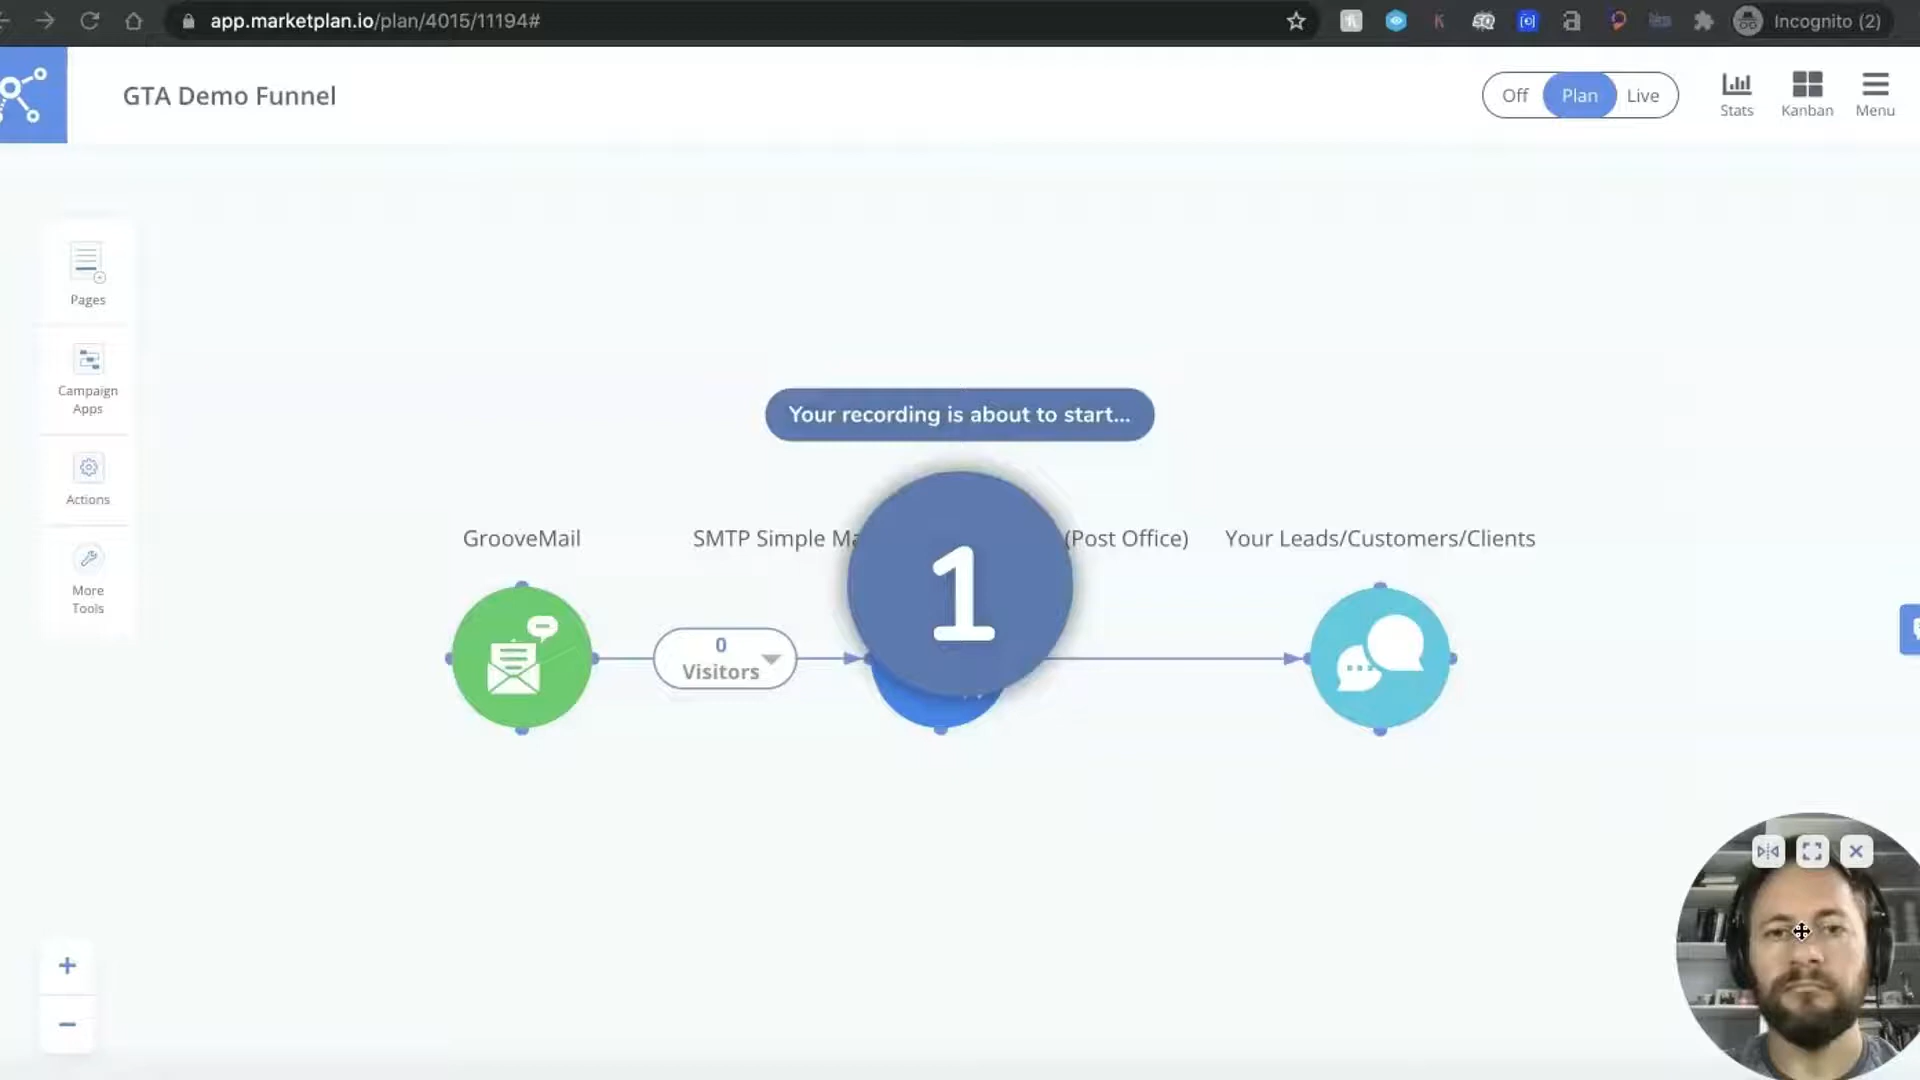 app.marketplan.io/plan/4015/11194#
Incognito (2)
GTA Demo Funnel
Off
Plan
Live
Stats
Kanban
Menu
Pages
Campaign
Apps
Actions
More
Tools
Your recording is about to start...
1
GrooveMail
SMTP Simple Ma
(Post Office)
Your Leads/Customers/Clients
0
Visitors